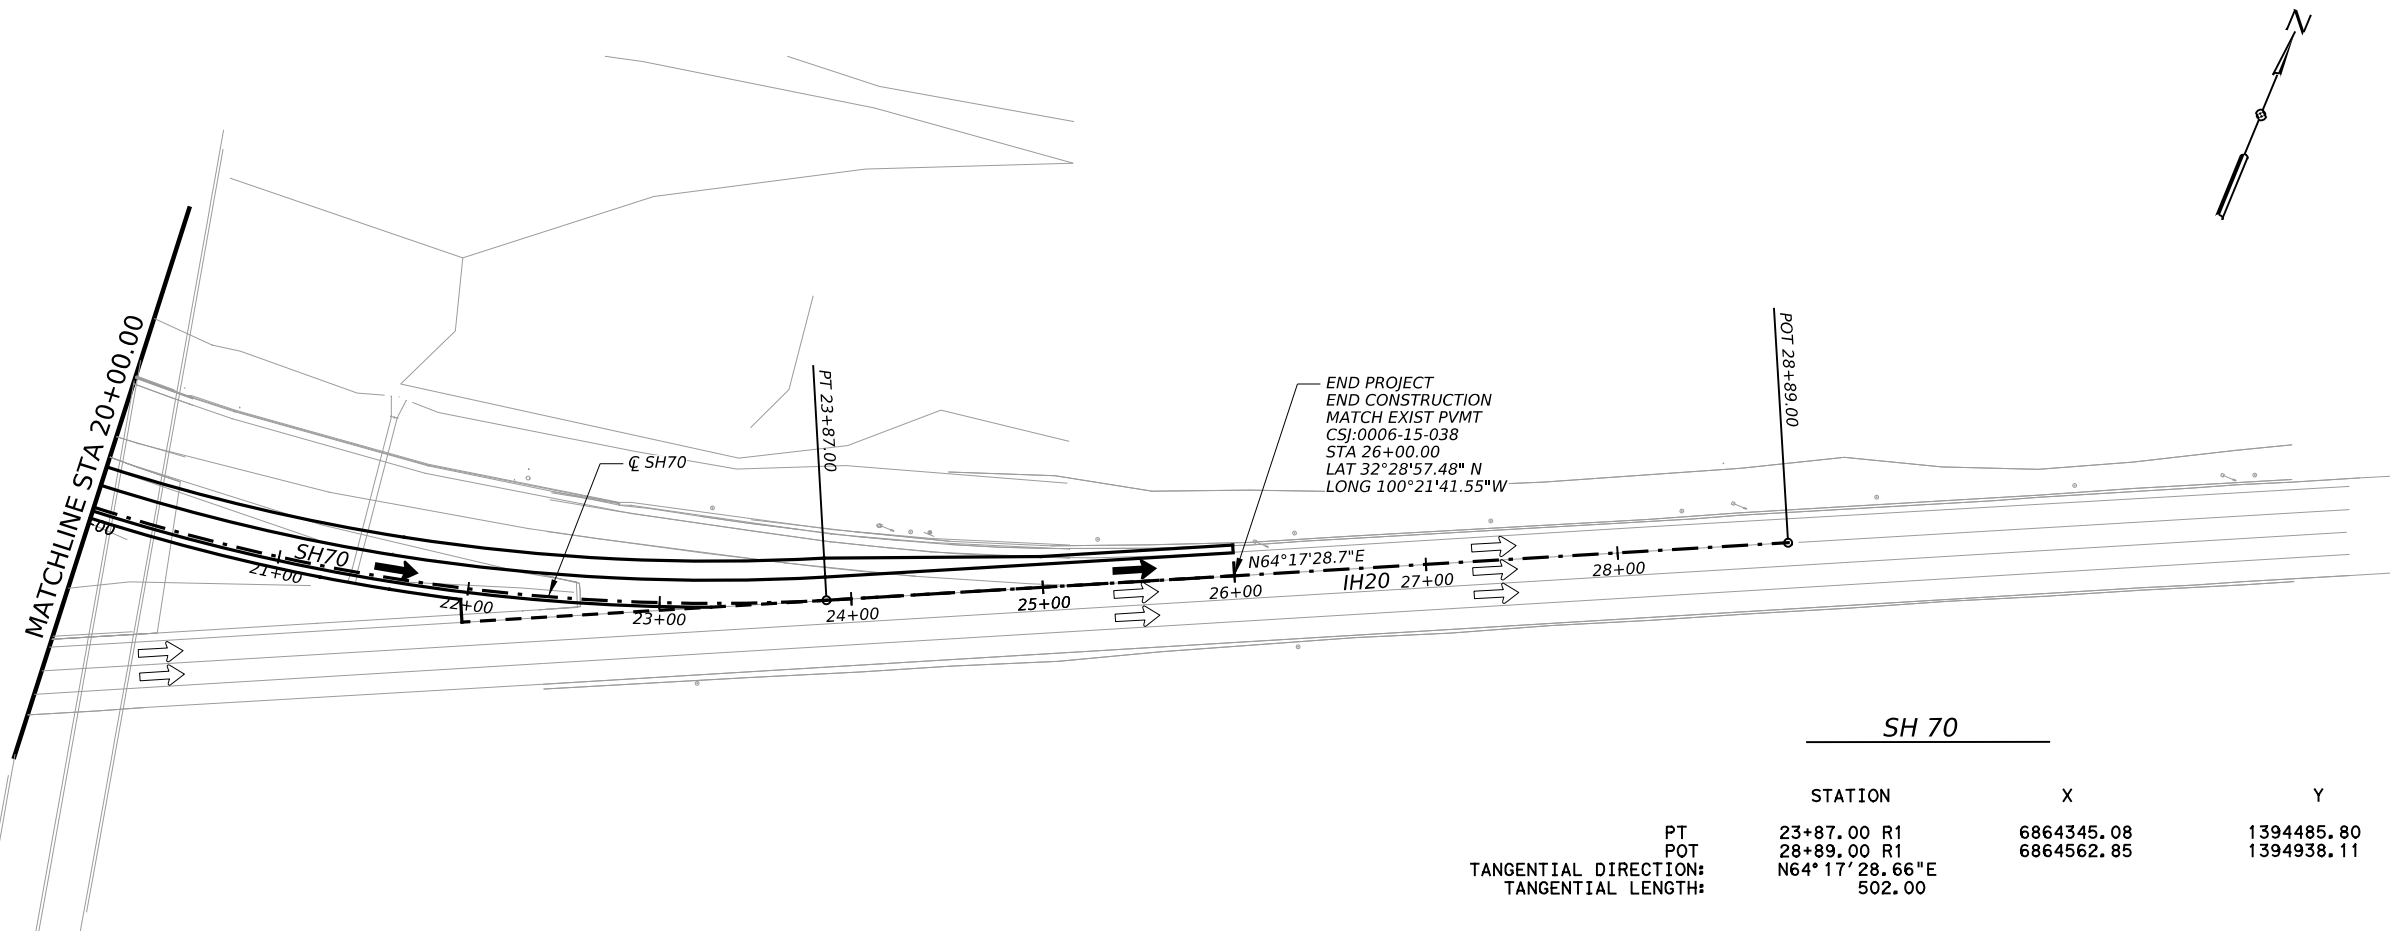 N
MATCHLINE STA 20+00.00
PT 23+87.00
POT 28+89.00
END PROJECT
END CONSTRUCTION
MATCH EXIST PVMT
CSJ:0006-15-038
STA 26+00.00
LAT 32°28'57.48" N
LONG 100°21'41.55"W
℄ SH70
SH70
21+00
22+00
23+00
24+00
25+00
26+00
N64°17'28.7"E
IH20
27+00
28+00
SH 70
STATION X Y
PT 23+87.00 R1 6864345.08 1394485.80
POT 28+89.00 R1 6864562.85 1394938.11
TANGENTIAL DIRECTION: N64°17'28.66"E
TANGENTIAL LENGTH: 502.00